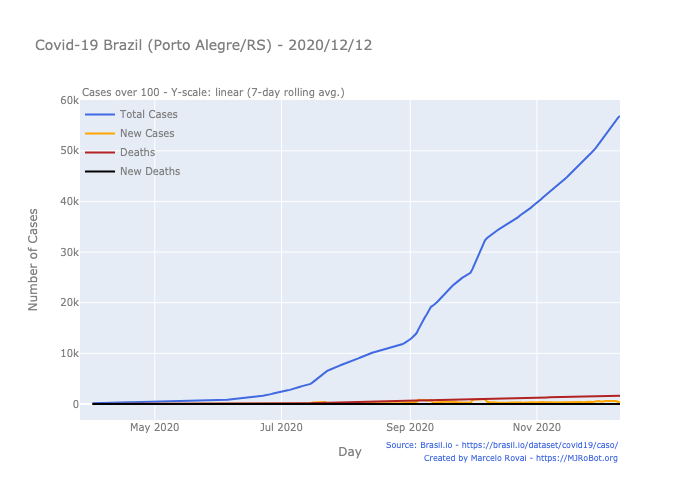 Covid-19 Brazil (Porto Alegre/RS) - 2020/12/12
Cases over 100 - Y-scale: linear (7-day rolling avg.)
60k
Total Cases
New Cases
Deaths
New Deaths
50k
40k
30k
20k
10k
0
Number of Cases
May 2020
Jul 2020
Sep 2020
Nov 2020
Day
Source: Brasil.io - https://brasil.io/dataset/covid19/caso/
Created by Marcelo Rovai - https://MJRoBot.org